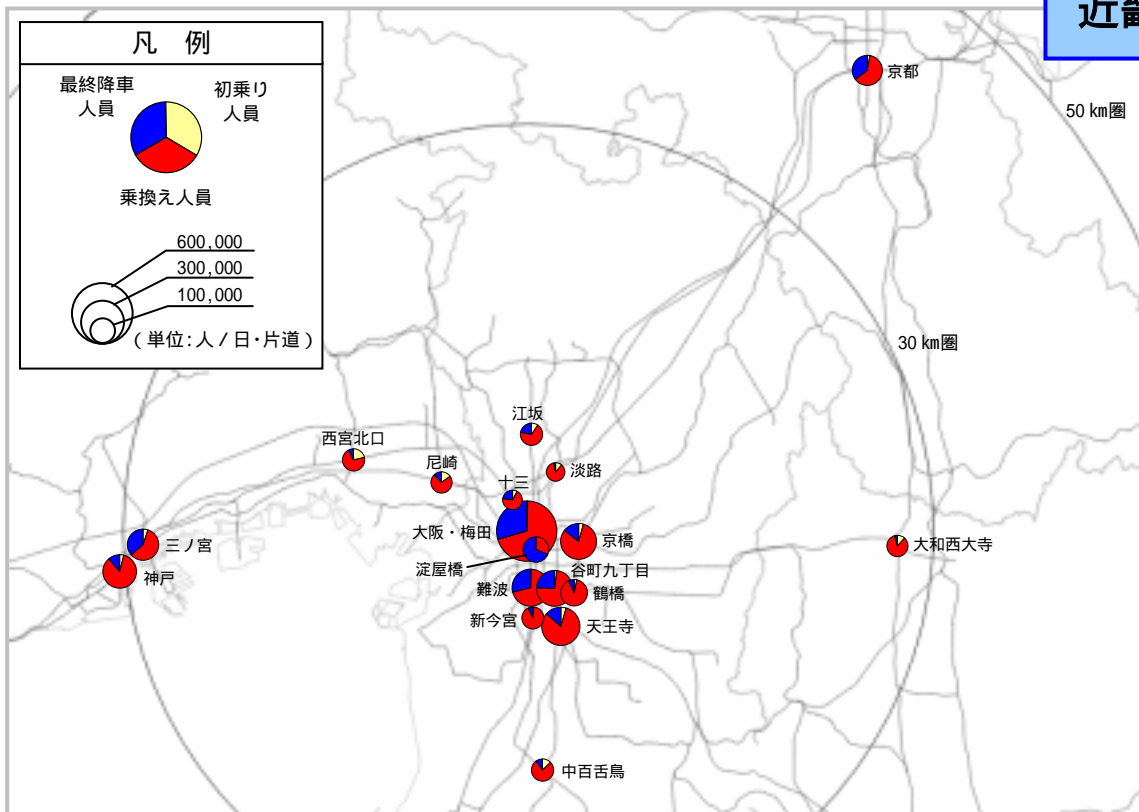 近畿
凡 例
最終降車
人員
初乗り
人員
乗換え人員
600,000
300,000
100,000
(単位:人/日・片道)
京都
50 km圏
30 km圏
江坂
西宮北口
尼崎
淡路
十三
大阪・梅田
京橋
大和西大寺
三ノ宮
淀屋橋
谷町九丁目
神戸
難波
鶴橋
新今宮
天王寺
中百舌鳥